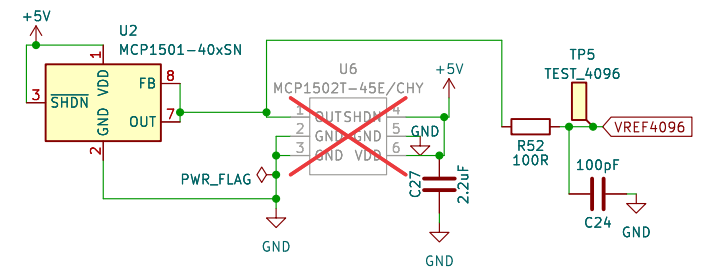 +5V
U2
MCP1501-40xSN
1
VDD
FB
8
3
SHDN
OUT
7
GND
2
PWR_FLAG
GND
U6
MCP1502T-45E/CHY
1
OUT
SHDN
4
2
GND
GND
5
3
GND
VDD
6
+5V
GND
C27
2.2uF
GND
R52
100R
TP5
TEST_4096
VREF4096
100pF
C24
GND